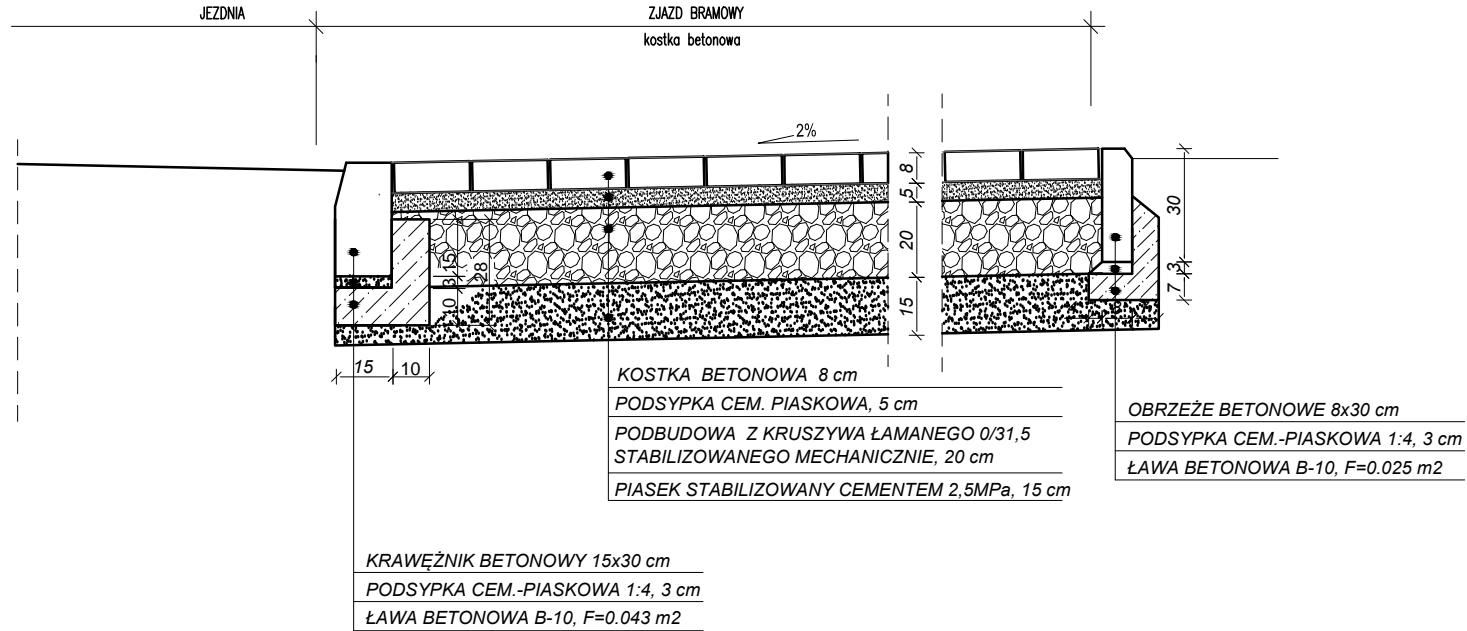 JEZDNIA
ZJAZD BRAMOWY
kostka betonowa
2%
8
5
20
15
30
3
7
15
3
10
28
15
10
KOSTKA BETONOWA 8 cm
PODSYPKA CEM. PIASKOWA, 5 cm
PODBUDOWA Z KRUSZYWA ŁAMANEGO 0/31,5
STABILIZOWANEGO MECHANICZNIE, 20 cm
PIASEK STABILIZOWANY CEMENTEM 2,5MPa, 15 cm
OBRZEŻE BETONOWE 8x30 cm
PODSYPKA CEM.-PIASKOWA 1:4, 3 cm
ŁAWA BETONOWA B-10, F=0.025 m2
KRAWĘŻNIK BETONOWY 15x30 cm
PODSYPKA CEM.-PIASKOWA 1:4, 3 cm
ŁAWA BETONOWA B-10, F=0.043 m2